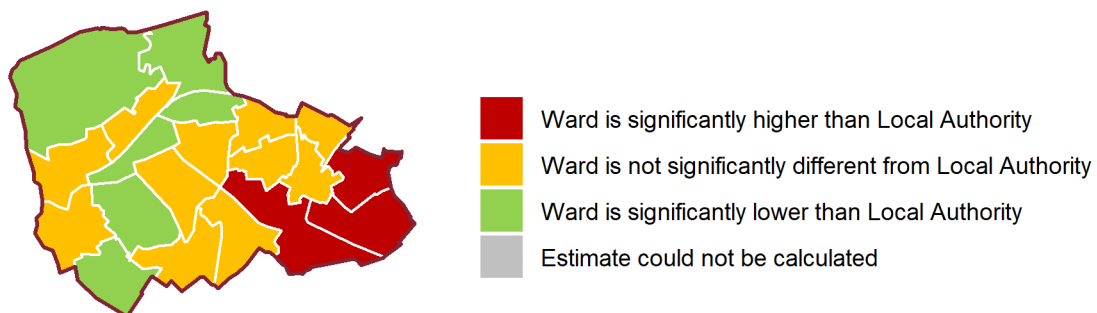 Ward is significantly higher than Local Authority
Ward is not significantly different from Local Authority
Ward is significantly lower than Local Authority
Estimate could not be calculated